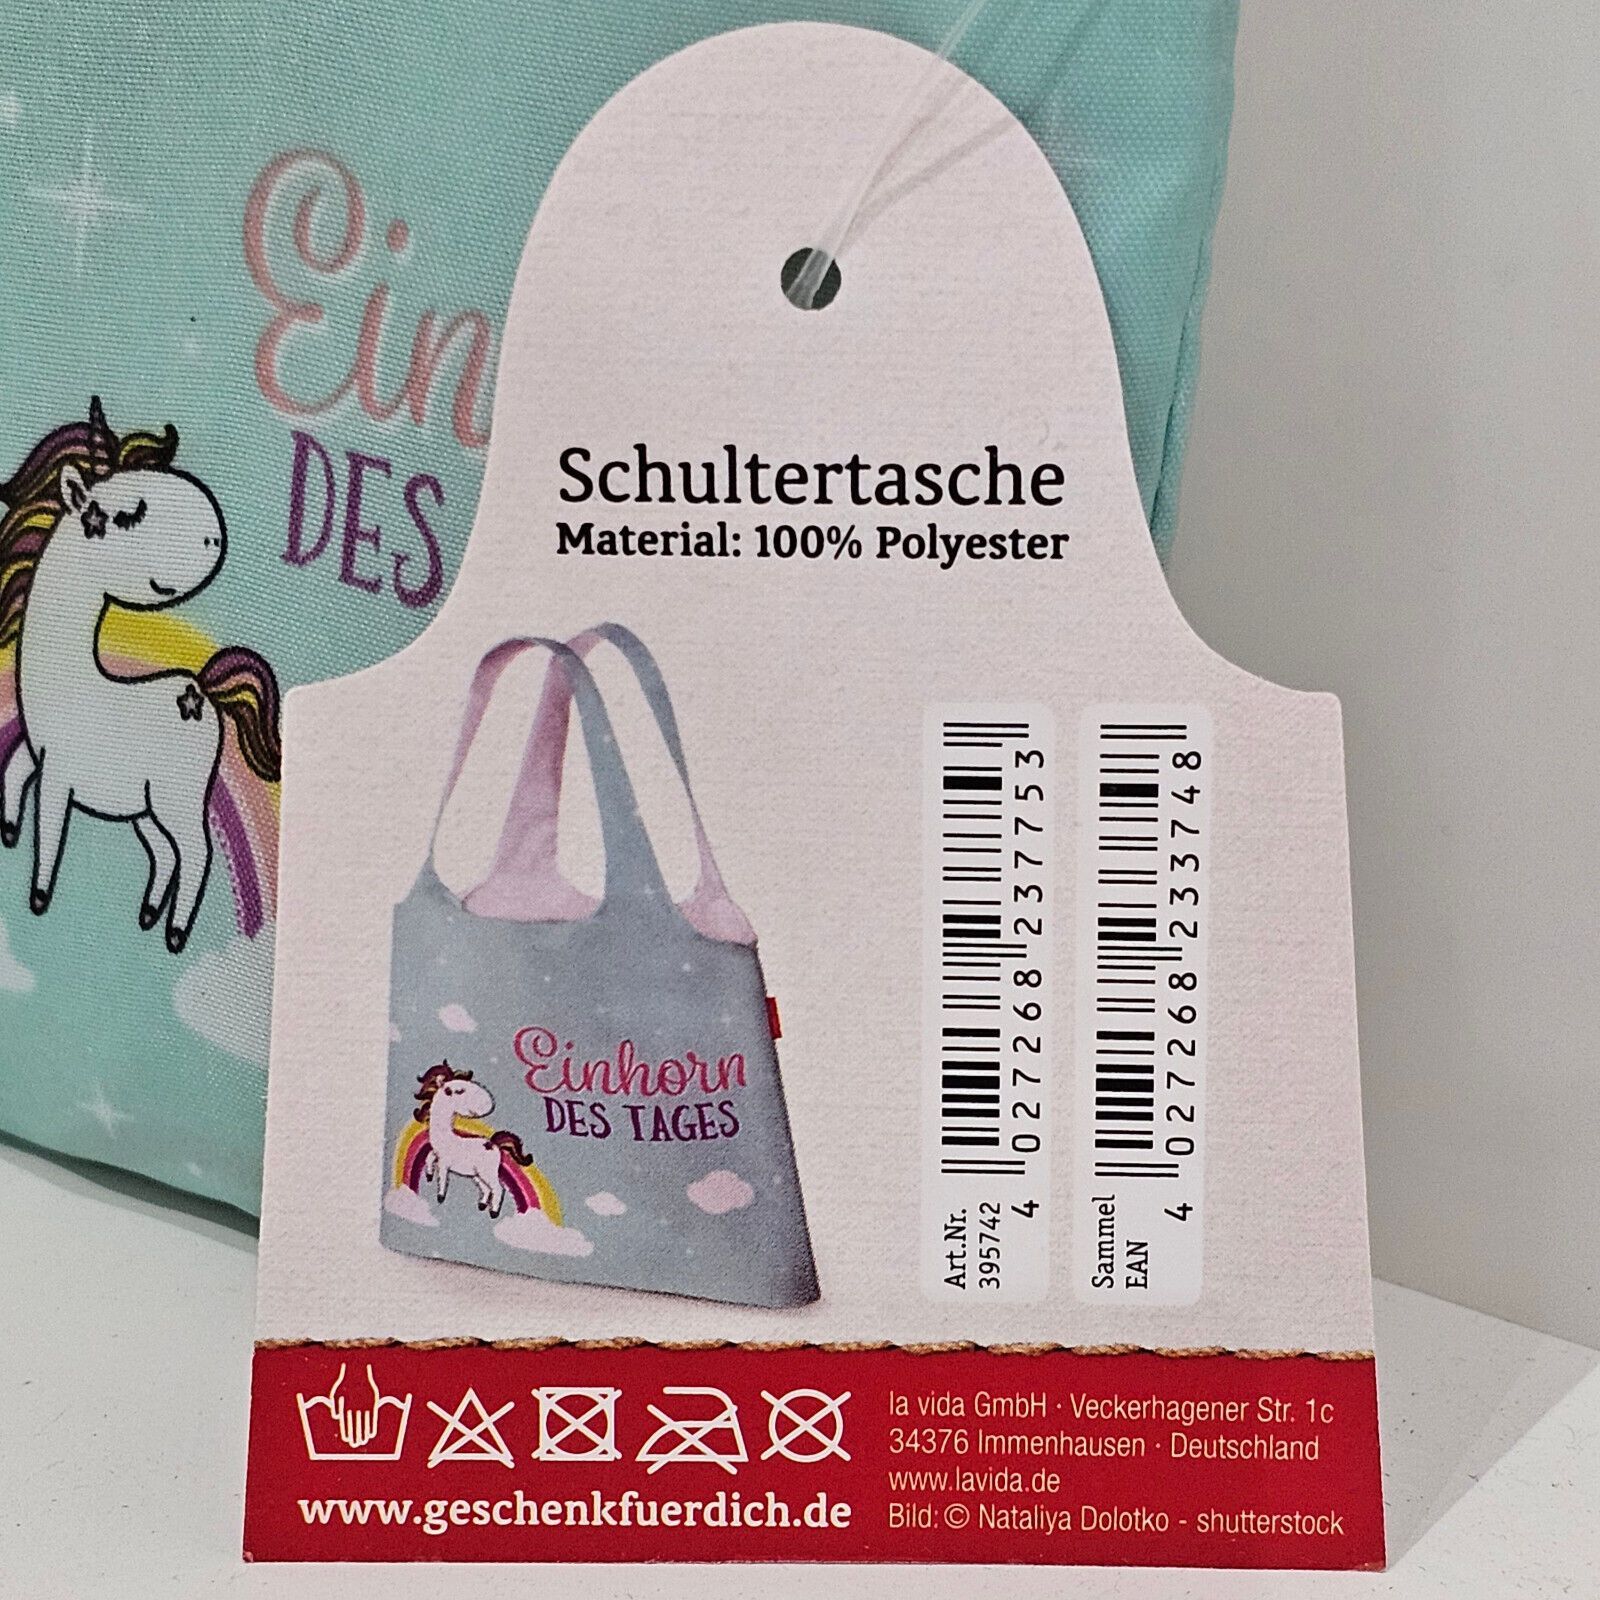 Ein
DES
Schultertasche
Material: 100% Polyester
Einhorn
DES TAGES
Art.Nr.
395742
4 027268 237753
Sammel
EAN
4 027268 233748
www.geschenkfuerdich.de
la vida GmbH · Veckerhagener Str. 1c
34376 Immenhausen · Deutschland
www.lavida.de
Bild: © Nataliya Dolotko - shutterstock